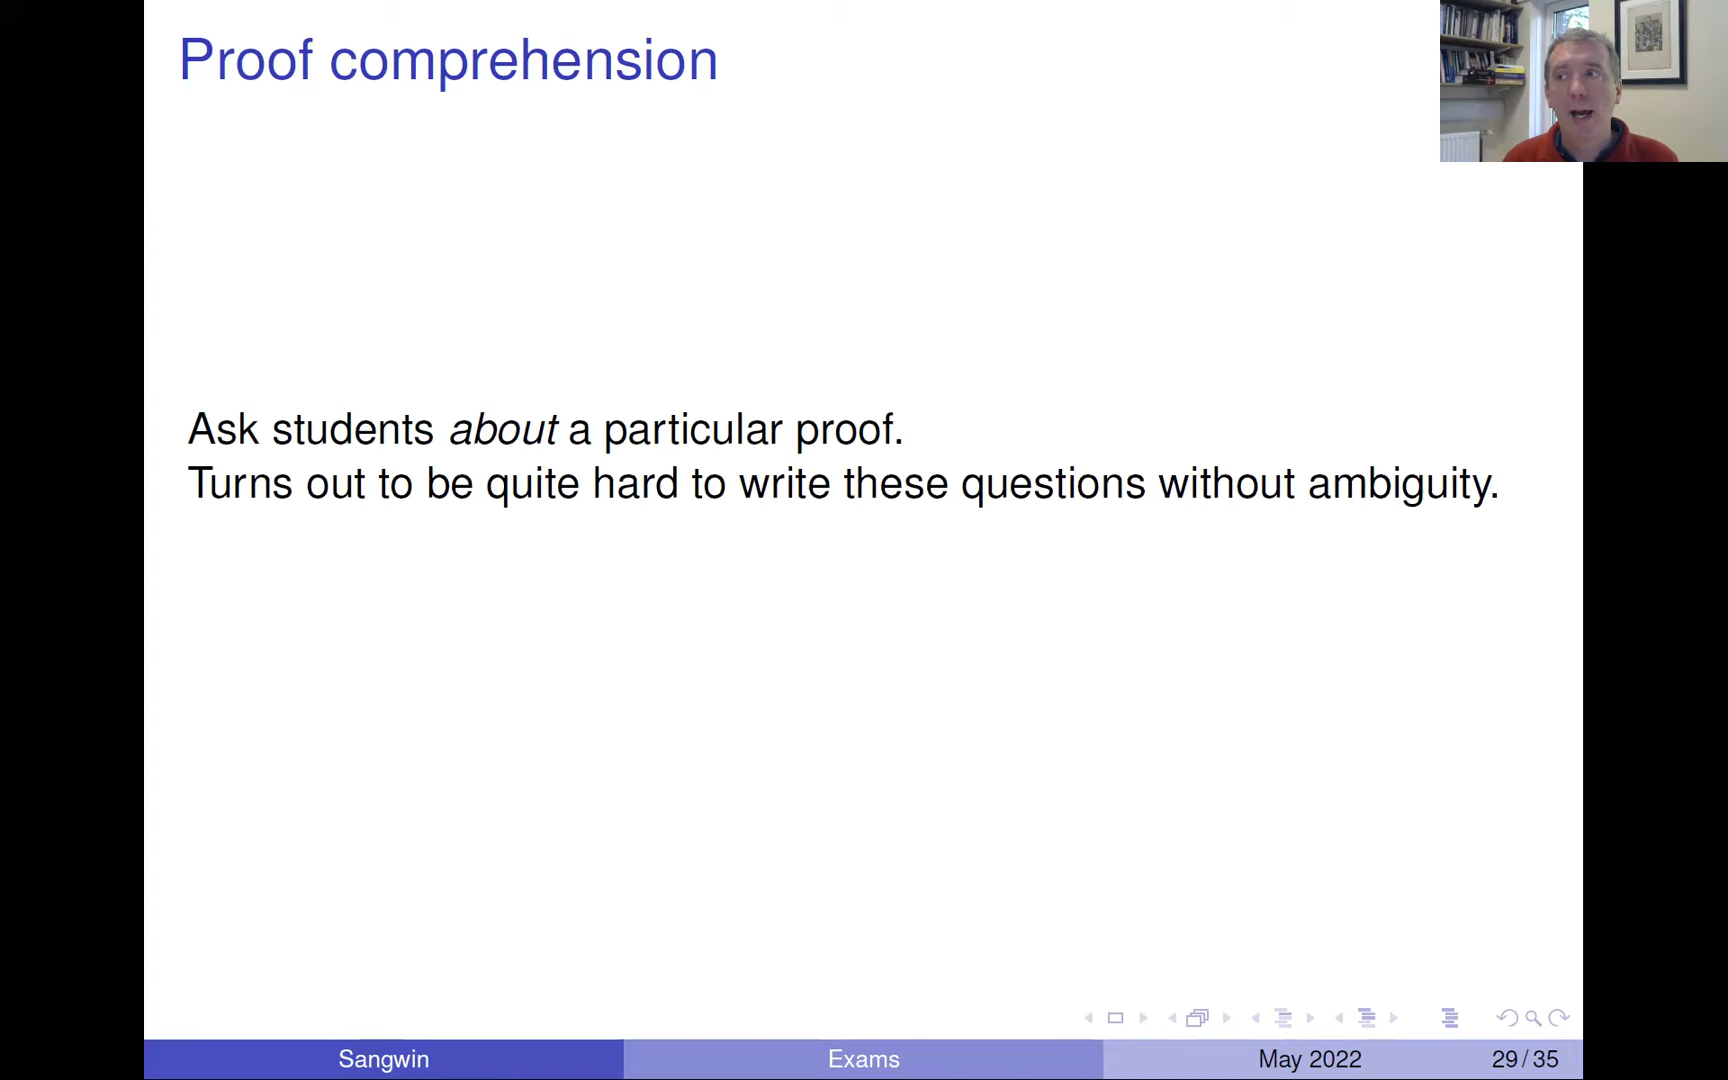 Proof comprehension
Ask students about a particular proof.
Turns out to be quite hard to write these questions without ambiguity.
Sangwin Exams May 2022 29 / 35